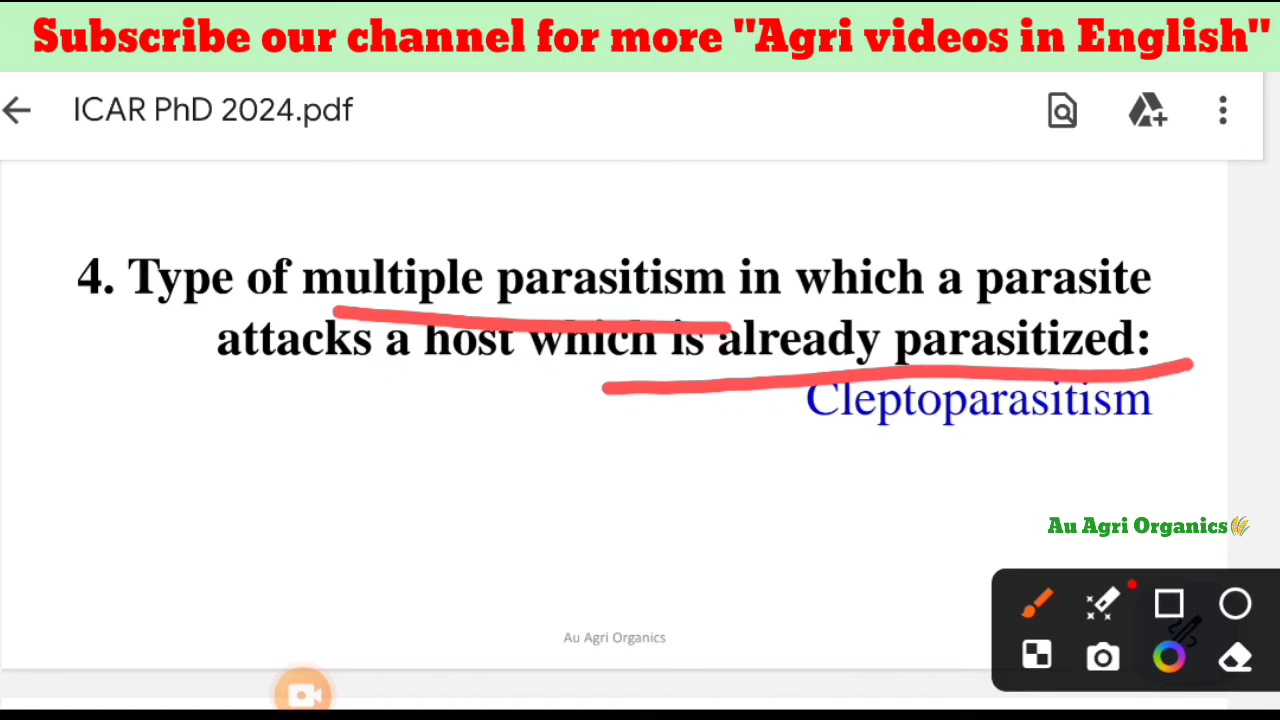 Subscribe our channel for more "Agri videos in English"
ICAR PhD 2024.pdf
4. Type of multiple parasitism in which a parasite
attacks a host which is already parasitized:
Cleptoparasitism
Au Agri Organics
Au Agri Organics